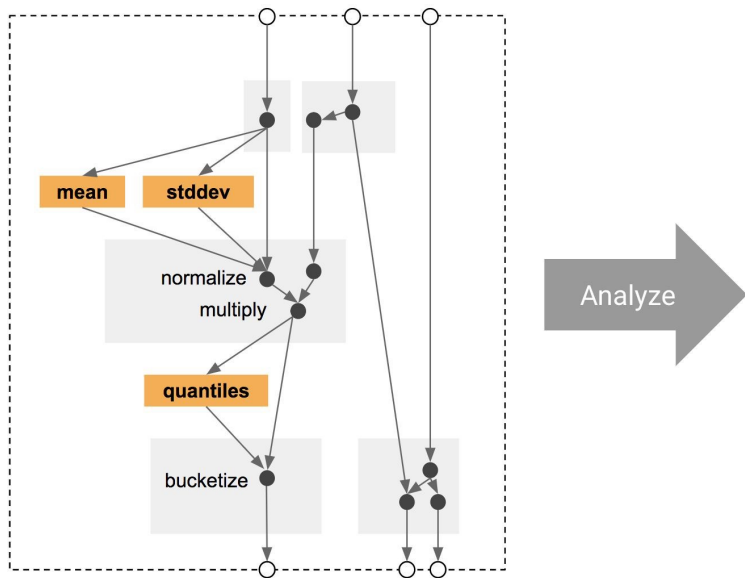 mean
stddev
normalize
multiply
quantiles
bucketize
Analyze